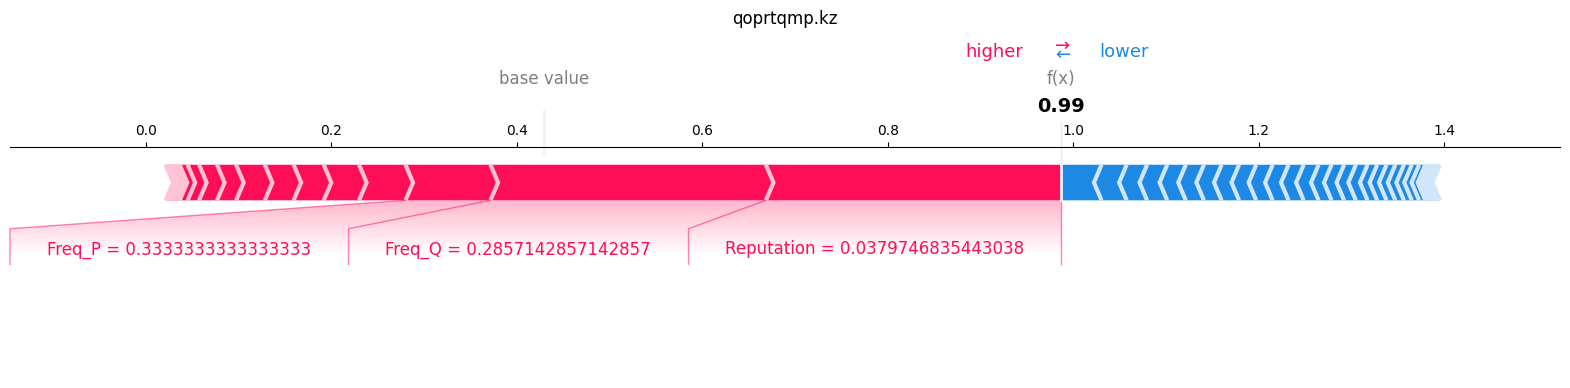 qoprtqmp.kz
higher ⇄ lower
base value f(x)
0.99
0.0 0.2 0.4 0.6 0.8 1.0 1.2 1.4
Freq_P = 0.3333333333333333 Freq_Q = 0.2857142857142857 Reputation = 0.0379746835443038